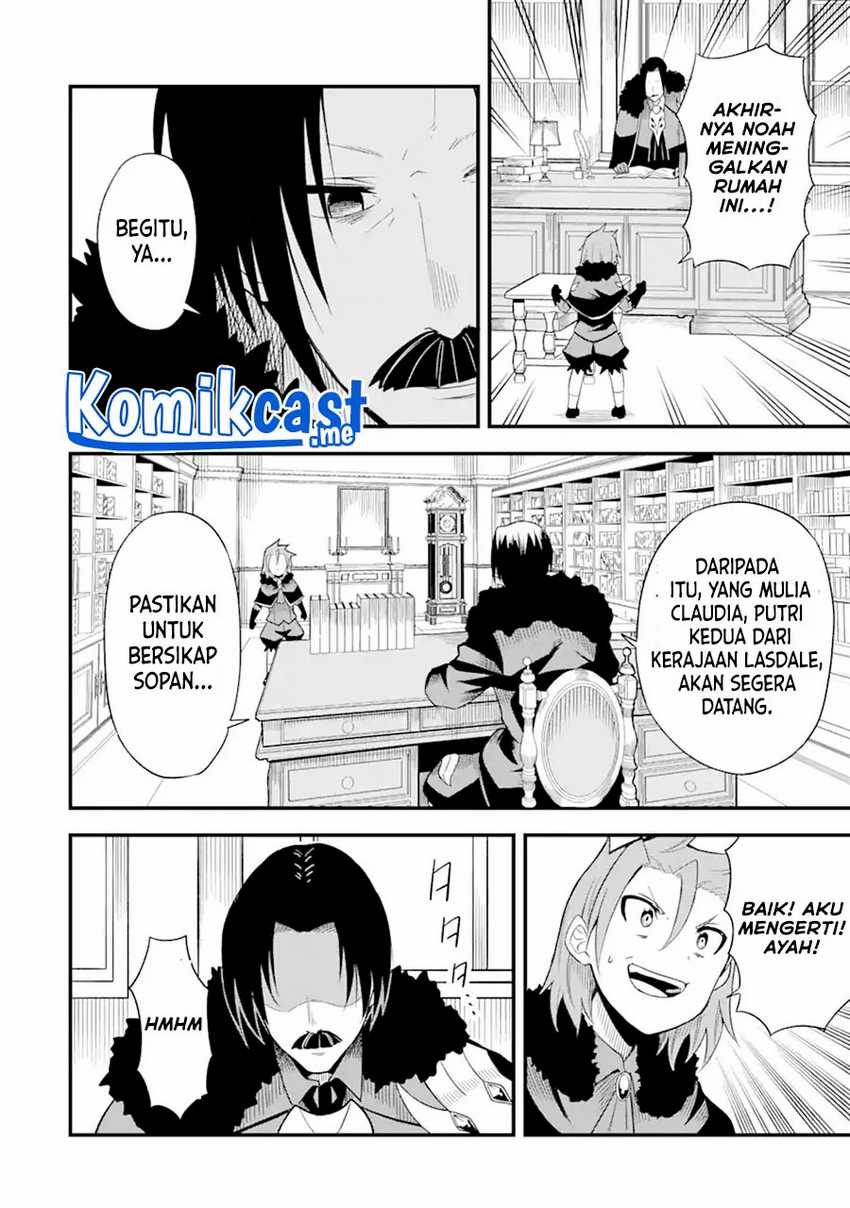 AKHIR-
NYA NOAH
MENING-
GALKAN
RUMAH
INI...!
BEGITU,
YA...
Komikcast
.me
DARIPADA
ITU, YANG MULIA
CLAUDIA, PUTRI
KEDUA DARI
KERAJAAN LASDALE,
AKAN SEGERA
DATANG.
PASTIKAN
UNTUK
BERSIKAP
SOPAN...
BAIK! AKU
MENGERTI!
AYAH!
HMHM